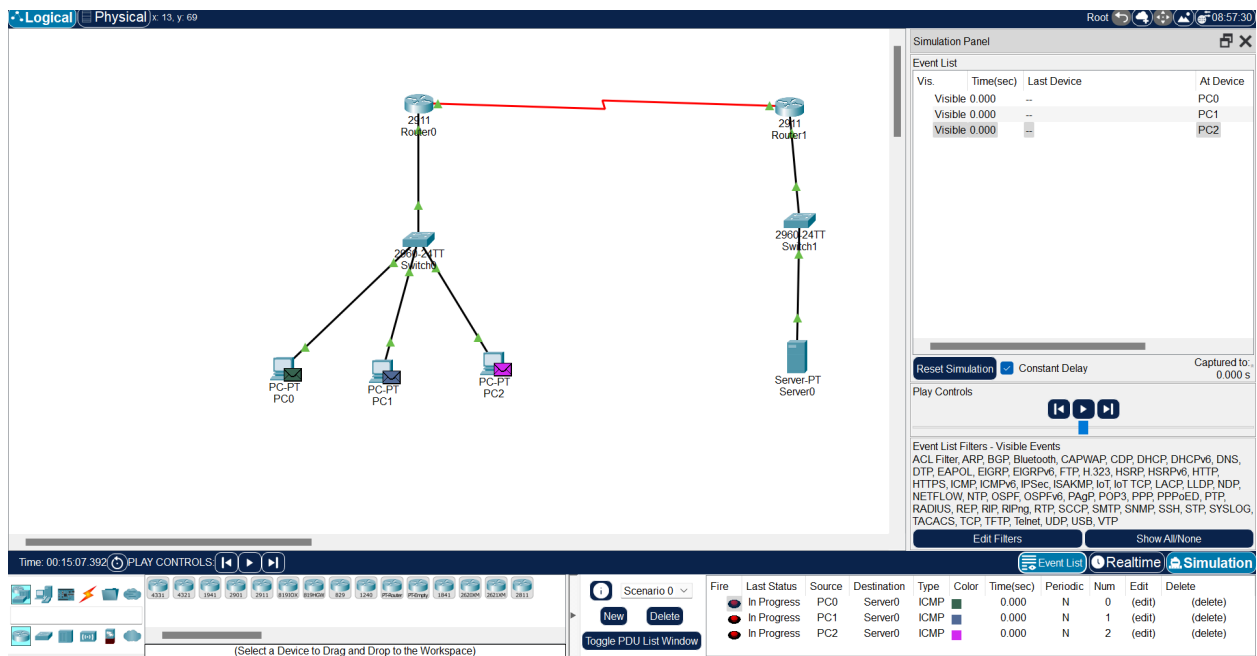 Logical Physical x: 13, y: 69 Root 08:57:30
2911
Router0
2911
Router1
2960-24TT
Switch0
2960-24TT
Switch1
PC-PT
PC0
PC-PT
PC1
PC-PT
PC2
Server-PT
Server0
Simulation Panel
Event List
Vis. Time(sec) Last Device At Device
Visible 0.000 -- PC0
Visible 0.000 -- PC1
Visible 0.000 -- PC2
Reset Simulation Constant Delay
Captured to:
0.000 s
Play Controls
Event List Filters - Visible Events
ACL Filter, ARP, BGP, Bluetooth, CAPWAP, CDP, DHCP, DHCPv6, DNS,
DTP, EAPOL, EIGRP, EIGRPv6, FTP, H.323, HSRP, HSRPv6, HTTP,
HTTPS, ICMP, ICMPv6, IPSec, ISAKMP, IoT, IoT TCP, LACP, LLDP, NDP,
NETFLOW, NTP, OSPF, OSPFv6, PAgP, POP3, PPP, PPPoED, PTP,
RADIUS, REP, RIP, RIPng, RTP, SCCP, SMTP, SNMP, SSH, STP, SYSLOG,
TACACS, TCP, TFTP, Telnet, UDP, USB, VTP
Edit Filters Show All/None
Time: 00:15:07.392 PLAY CONTROLS: Event List Realtime Simulation
4331 4321 1941 2901 2911 819IOX 819HGW 829 1240 PT-Router PT-Empty 1841 2620XM 2621XM 2811
(Select a Device to Drag and Drop to the Workspace)
Scenario 0
New Delete
Toggle PDU List Window
Fire Last Status Source Destination Type Color Time(sec) Periodic Num Edit Delete
In Progress PC0 Server0 ICMP 0.000 N 0 (edit) (delete)
In Progress PC1 Server0 ICMP 0.000 N 1 (edit) (delete)
In Progress PC2 Server0 ICMP 0.000 N 2 (edit) (delete)